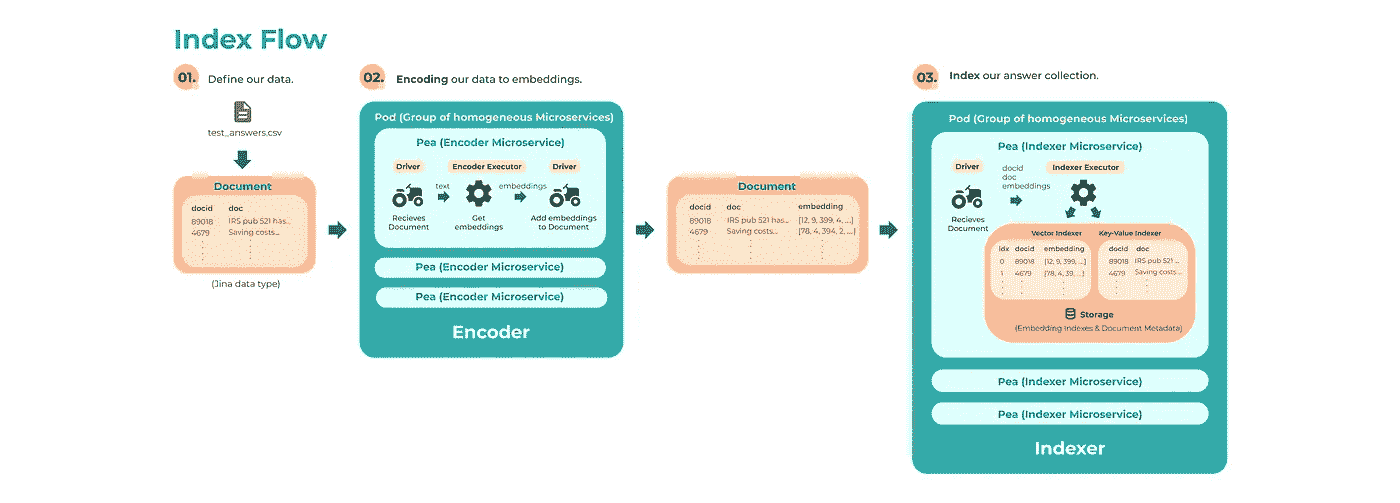 Index Flow
01. Define our data.
test_answers.csv
Document
docid doc
89018 IRS pub 521 has...
4679 Saving costs...
(Jina data type)
02. Encoding our data to embeddings.
Pod (Group of homogeneous Microservices)
Pea (Encoder Microservice)
Driver Encoder Executor Driver
text embeddings
Recieves Get Add embeddings
Document embeddings to Document
Pea (Encoder Microservice)
Pea (Encoder Microservice)
Encoder
Document
docid doc embedding
89018 IRS pub 521 has... [12, 9, 399, 4, ...]
4679 Saving costs... [78, 4, 394, 2, ...]
03. Index our answer collection.
Pod (Group of homogeneous Microservices)
Pea (Indexer Microservice)
Driver docid Indexer Executor
doc
embeddings
Recieves
Document
Vector Indexer Key-Value Indexer
idx docid embedding docid doc
0 89018 [12, 9, 399, ...] 89018 IRS pub 521 ...
1 4679 [78, 4, 39, ...] 4679 Saving costs...
Storage
(Embedding Indexes & Document Metadata)
Pea (Indexer Microservice)
Pea (Indexer Microservice)
Indexer